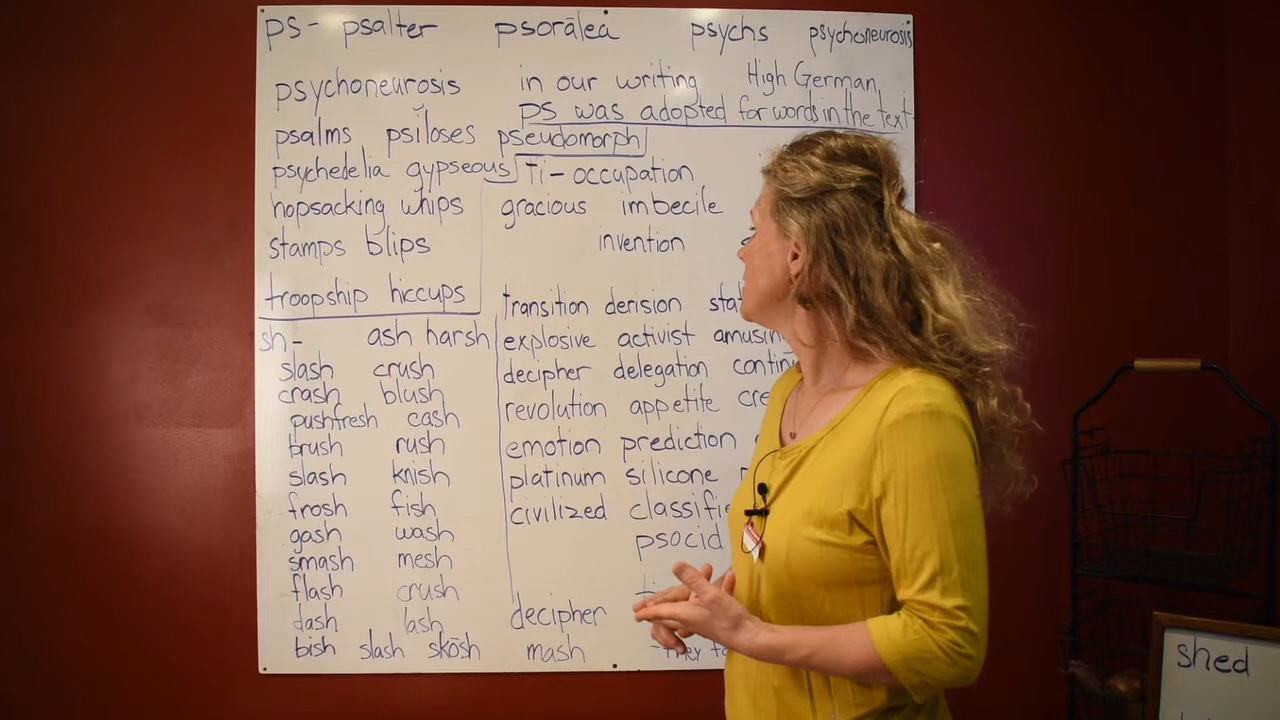 ps- psalter psorālea psychs psychoneurosis
psychoneurosis in our writing High German
ps was adopted for words in the text
psalms psĭloses pseudomorph
psychedelia gypseous Ti- occupation
hopsacking whips gracious imbecile
stamps blips invention
troopship hiccups transition derision
sh- ash harsh explosive activist
slash crush decipher delegation
crash blush revolution appetite
pushfresh cash
brush rush emotion prediction
slash knish platinum silicone
frosh fish civilized
gash wash psocid
smash mesh
flash crush
dash lash decipher
bish slash skōsh mash
shed